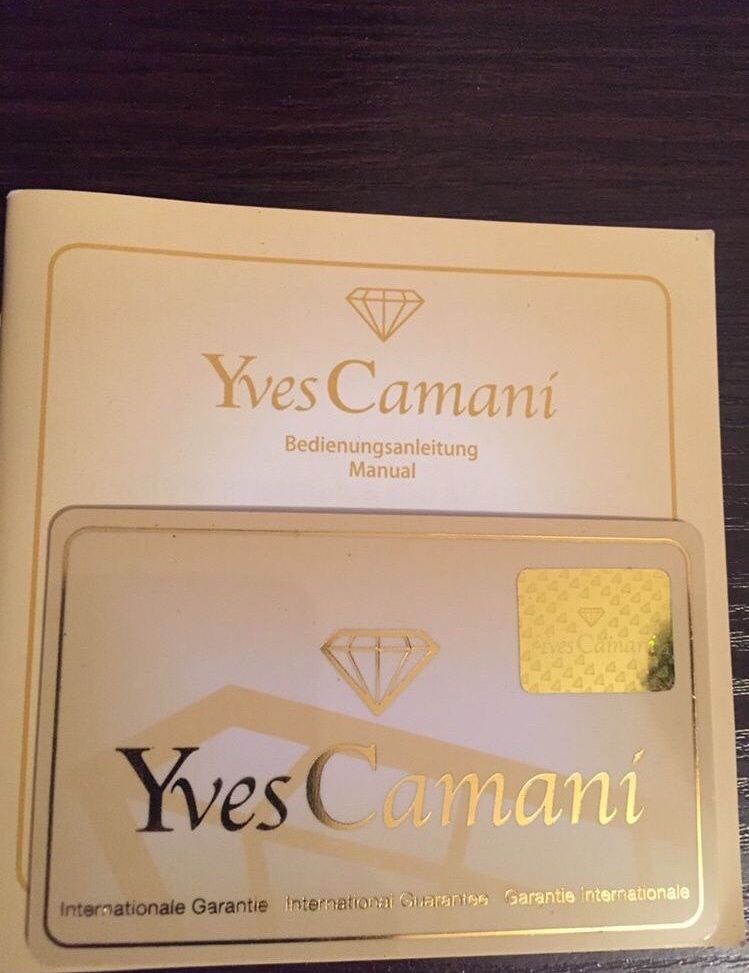 Yves Camani
Bedienungsanleitung
Manual
Yves Camani
Yves Camani
Internationale Garantie International Guarantee Garantie Internationale